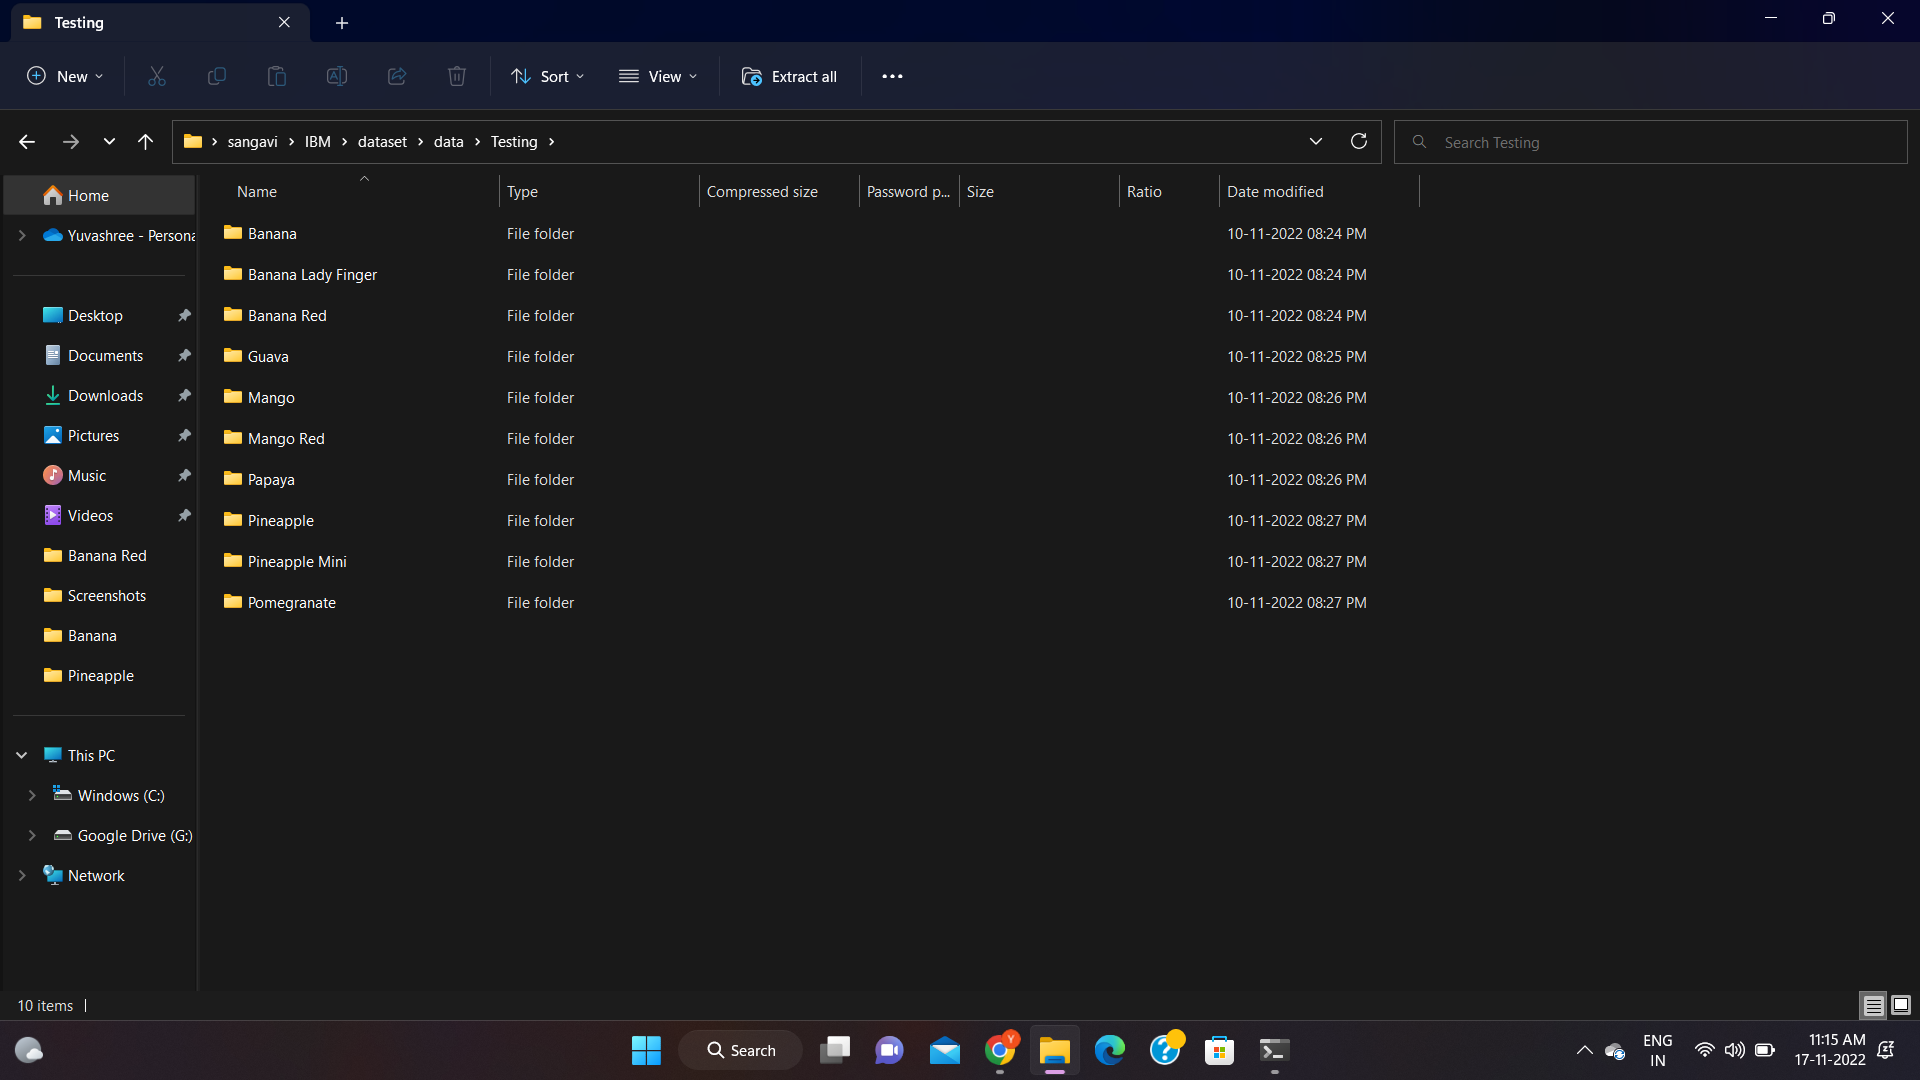 Testing
New
Sort
View
Extract all
sangavi > IBM > dataset > data > Testing >
Search Testing
Name Type Compressed size Password p... Size Ratio Date modified
Banana File folder 10-11-2022 08:24 PM
Banana Lady Finger File folder 10-11-2022 08:24 PM
Banana Red File folder 10-11-2022 08:24 PM
Guava File folder 10-11-2022 08:25 PM
Mango File folder 10-11-2022 08:26 PM
Mango Red File folder 10-11-2022 08:26 PM
Papaya File folder 10-11-2022 08:26 PM
Pineapple File folder 10-11-2022 08:27 PM
Pineapple Mini File folder 10-11-2022 08:27 PM
Pomegranate File folder 10-11-2022 08:27 PM
Home
Yuvashree - Persona
Desktop
Documents
Downloads
Pictures
Music
Videos
Banana Red
Screenshots
Banana
Pineapple
This PC
Windows (C:)
Google Drive (G:)
Network
10 items
Search
Y
ENG
IN
11:15 AM
17-11-2022